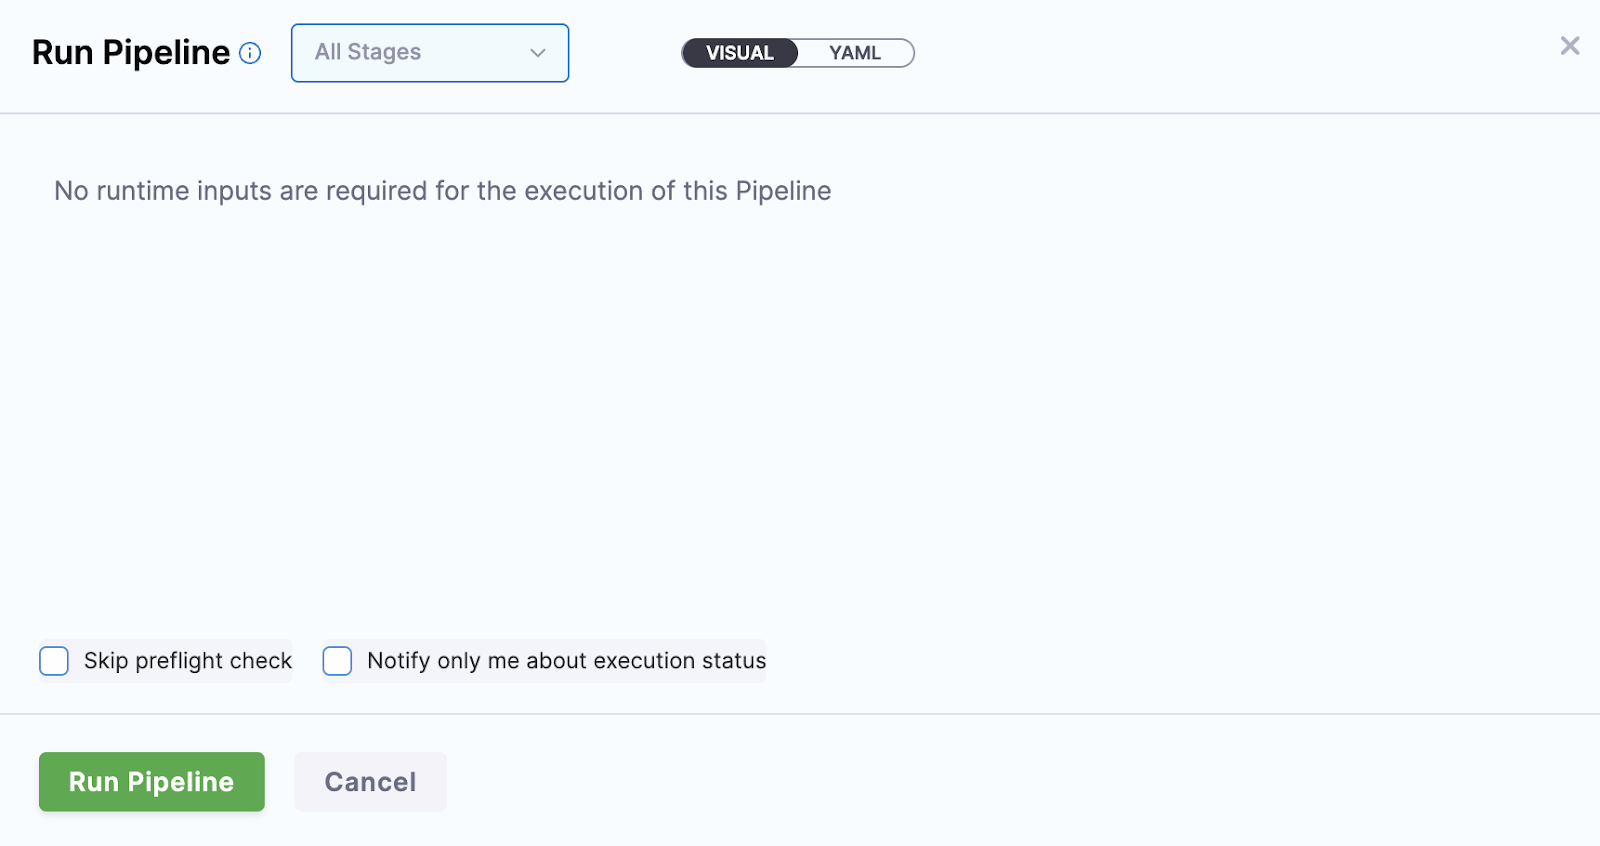 Run Pipeline
All Stages
VISUAL
YAML
No runtime inputs are required for the execution of this Pipeline
Skip preflight check
Notify only me about execution status
Run Pipeline
Cancel